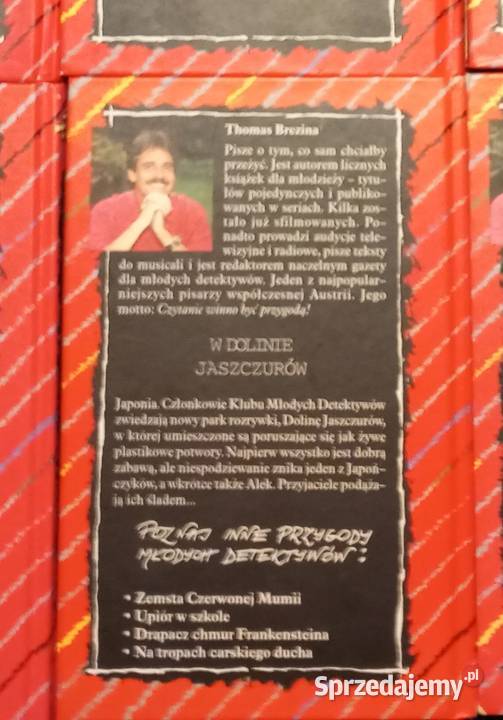 Thomas Brezina
Pisze o tym, co sam chciałby
przeżyć. Jest autorem licznych
książek dla młodzieży – tytu-
łów pojedynczych i publiko-
wanych w seriach. Kilka zos-
tało już sfilmowanych. Po-
nadto prowadzi audycje tele-
wizyjne i radiowe, pisze teksty
do musicali i jest redaktorem naczelnym gazety
dla młodych detektywów. Jeden z najpopular-
niejszych pisarzy współczesnej Austrii. Jego
motto: Czytanie winno być przygodą!
W DOLINIE
JASZCZURÓW
Japonia. Członkowie Klubu Młodych Detektywów
zwiedzają nowy park rozrywki, Dolinę Jaszczurów,
w której umieszczone są poruszające się jak żywe
plastikowe potwory. Najpierw wszystko jest dobrą
zabawą, ale niespodziewanie znika jeden z Japoń-
czyków, a wkrótce także Alek. Przyjaciele podąża-
ją ich śladem...
POZNAJ INNE PRZYGODY
MŁODYCH DETEKTYWÓW:
• Zemsta Czerwonej Mumii
• Upiór w szkole
• Drapacz chmur Frankensteina
• Na tropach carskiego ducha
Sprzedajemy.pl